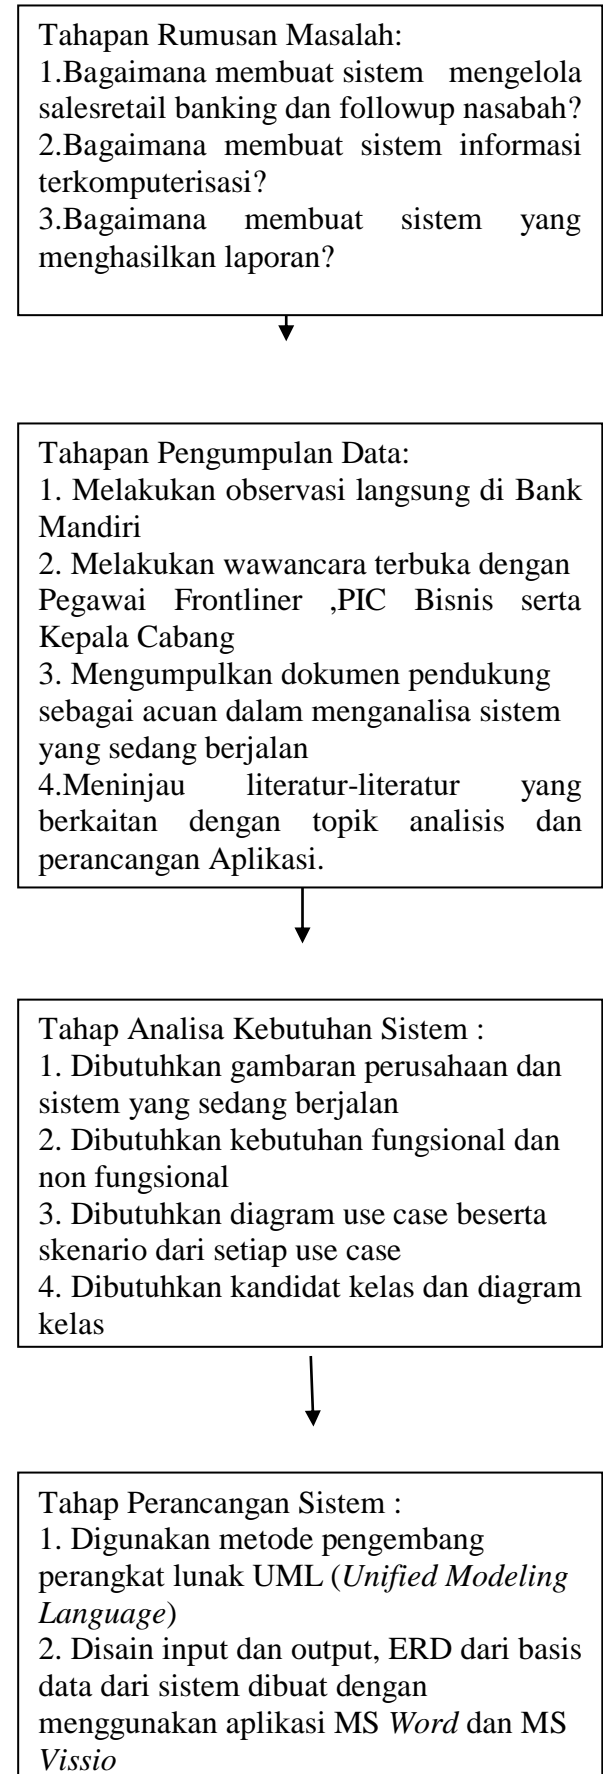 Tahapan Rumusan Masalah:
1.Bagaimana membuat sistem mengelola
salesretail banking dan followup nasabah?
2.Bagaimana membuat sistem informasi
terkomputerisasi?
3.Bagaimana membuat sistem yang
menghasilkan laporan?
Tahapan Pengumpulan Data:
1. Melakukan observasi langsung di Bank
Mandiri
2. Melakukan wawancara terbuka dengan
Pegawai Frontliner ,PIC Bisnis serta
Kepala Cabang
3. Mengumpulkan dokumen pendukung
sebagai acuan dalam menganalisa sistem
yang sedang berjalan
4.Meninjau literatur-literatur yang
berkaitan dengan topik analisis dan
perancangan Aplikasi.
Tahap Analisa Kebutuhan Sistem :
1. Dibutuhkan gambaran perusahaan dan
sistem yang sedang berjalan
2. Dibutuhkan kebutuhan fungsional dan
non fungsional
3. Dibutuhkan diagram use case beserta
skenario dari setiap use case
4. Dibutuhkan kandidat kelas dan diagram
kelas
Tahap Perancangan Sistem :
1. Digunakan metode pengembang
perangkat lunak UML (Unified Modeling
Language)
2. Disain input dan output, ERD dari basis
data dari sistem dibuat dengan
menggunakan aplikasi MS Word dan MS
Vissio